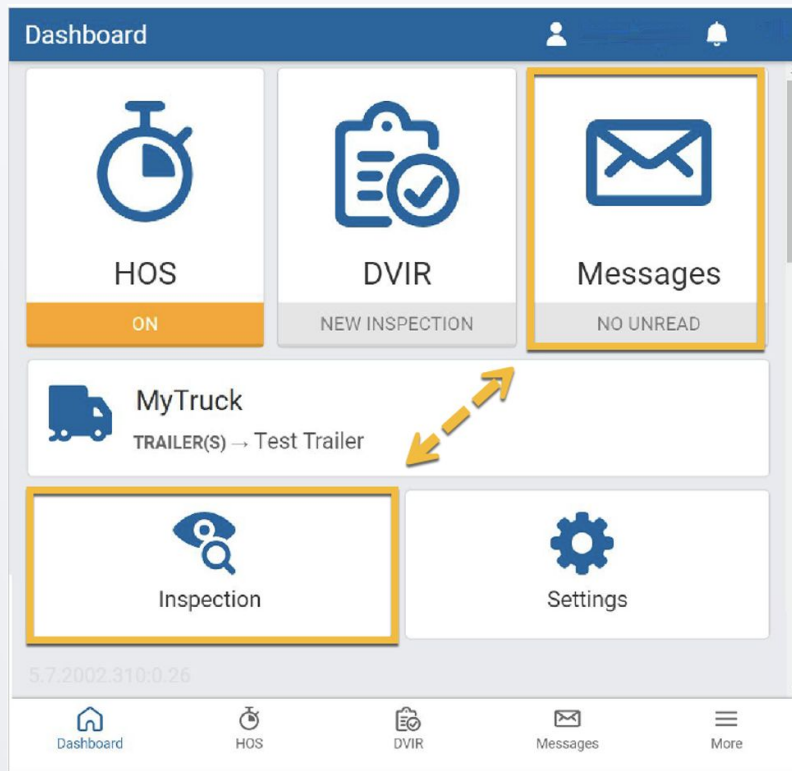 Dashboard
HOS
DVIR
Messages
ON
NEW INSPECTION
NO UNREAD
MyTruck
TRAILER(S) → Test Trailer
Inspection
Settings
5.7.2002.310:0.26
Dashboard
HOS
DVIR
Messages
More